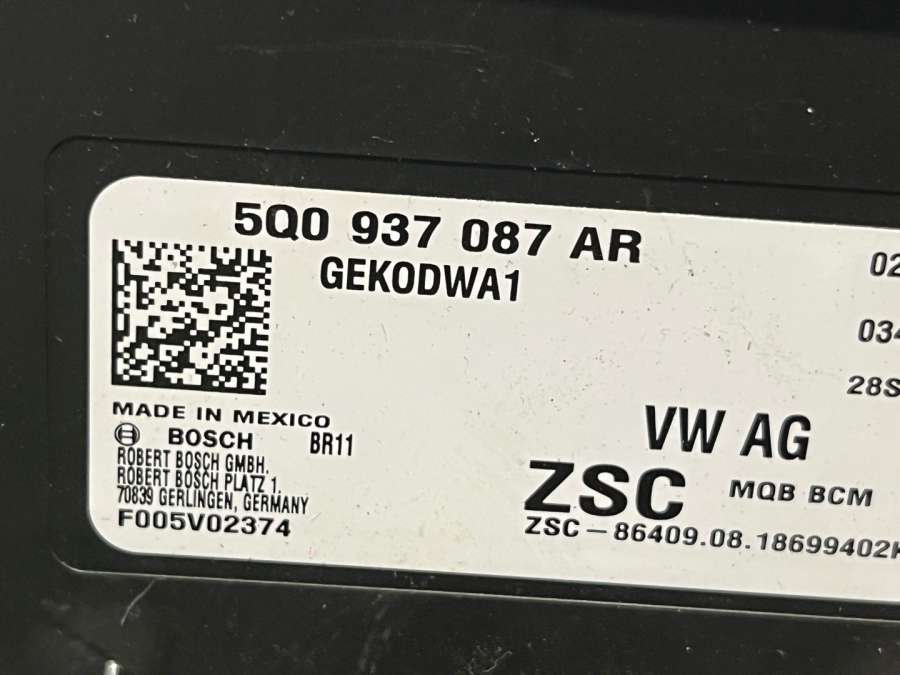 5Q0 937 087 AR
GEKODWA1
02
034
28S
MADE IN MEXICO
BOSCH BR11
ROBERT BOSCH GMBH,
ROBERT BOSCH PLATZ 1,
70839 GERLINGEN, GERMANY
F005V02374
VW AG
ZSC MQB BCM
ZSC-86409.08.18699402